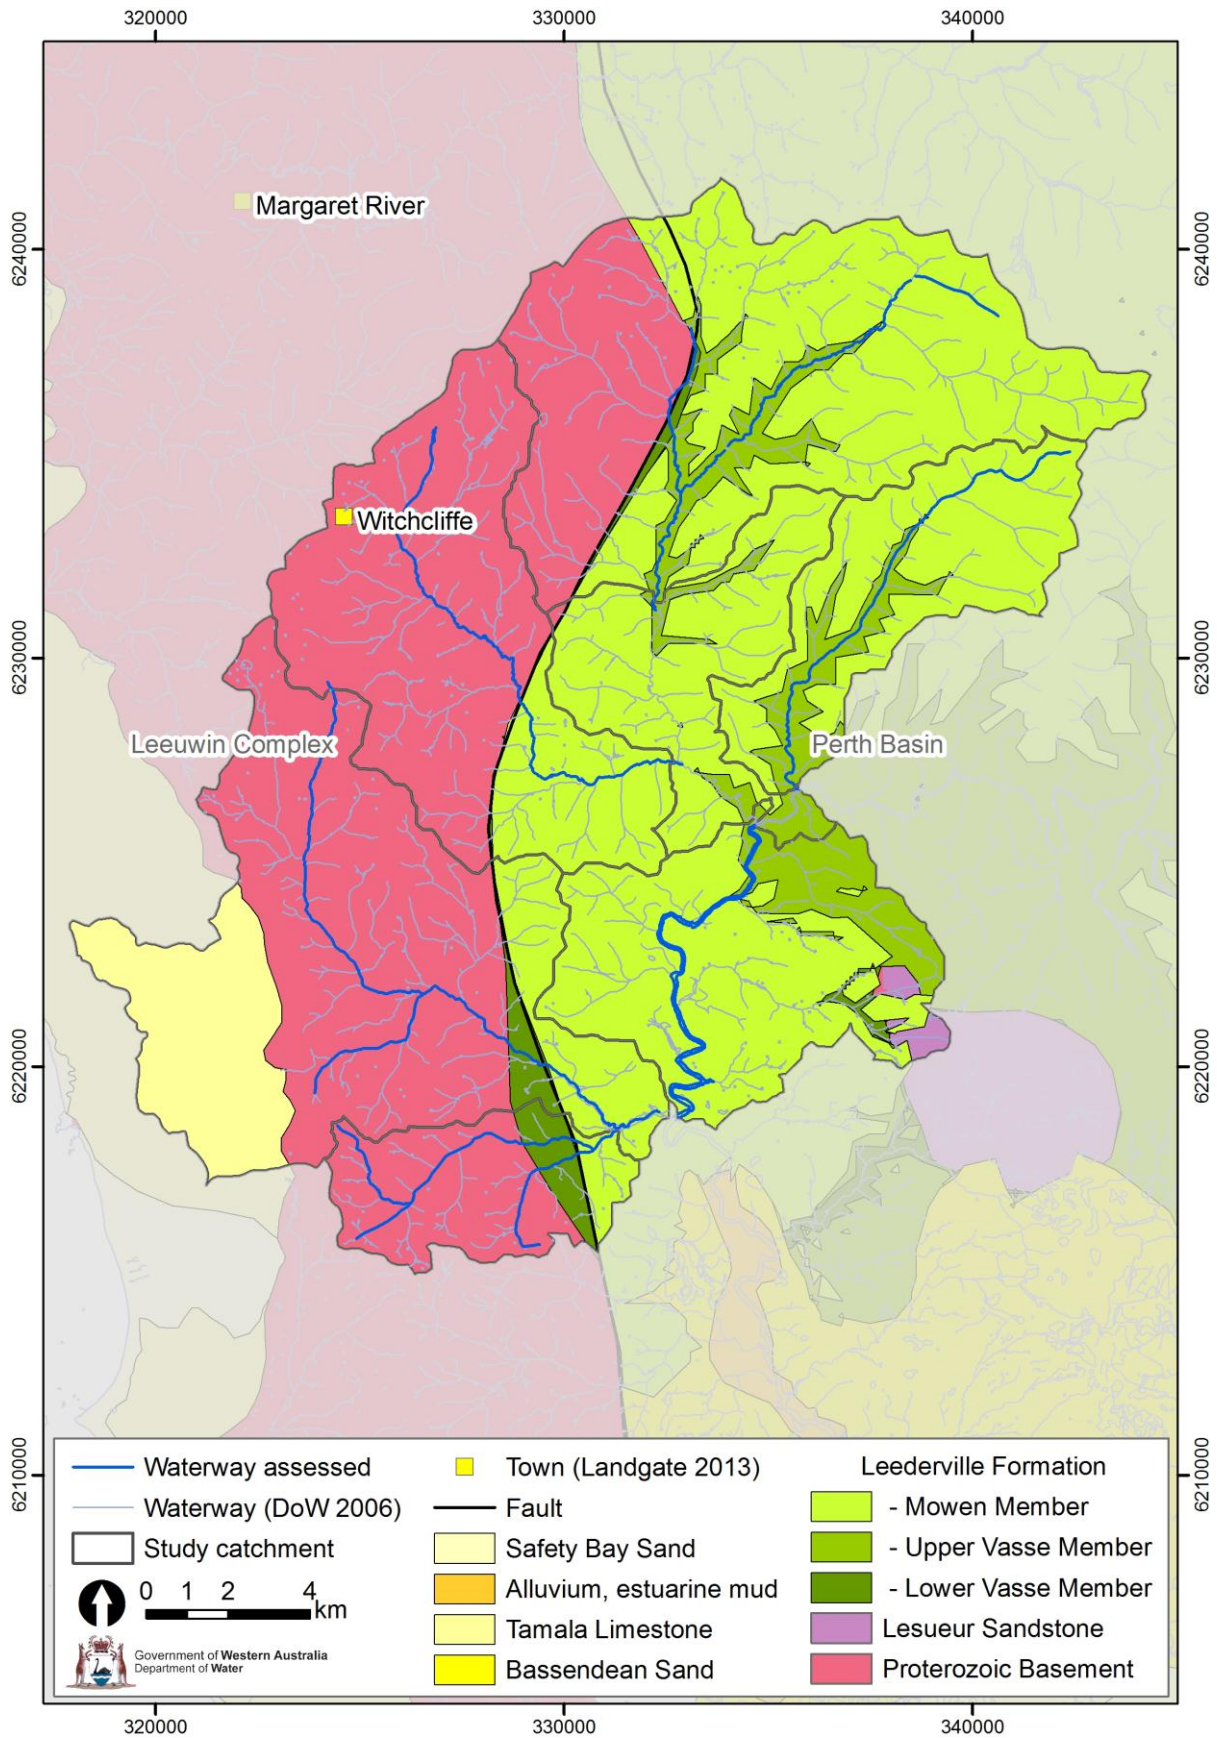 320000 330000 340000
Margaret River
6240000 6240000
Witchcliffe
6230000 6230000
Leeuwin Complex Perth Basin
6220000 6220000
6210000 6210000
Waterway assessed
Waterway (DoW 2006)
Study catchment
0 1 2 4
km
Government of Western Australia
Department of Water
Town (Landgate 2013)
Fault
Safety Bay Sand
Alluvium, estuarine mud
Tamala Limestone
Bassendean Sand
Leederville Formation
- Mowen Member
- Upper Vasse Member
- Lower Vasse Member
Lesueur Sandstone
Proterozoic Basement
320000 330000 340000